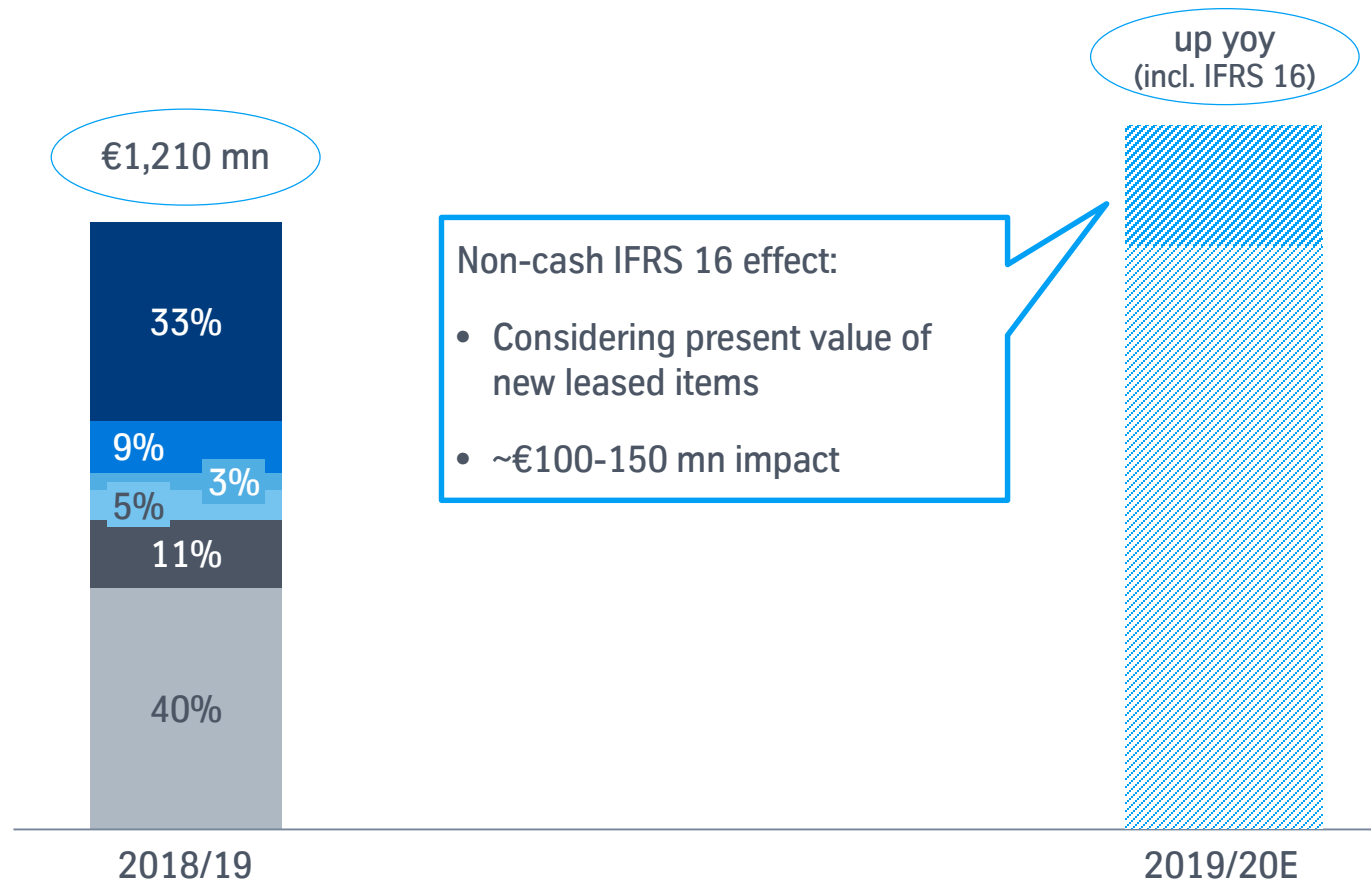 up yoy
(incl. IFRS 16)
€1,210 mn
33%
9%
3%
5%
11%
40%
Non-cash IFRS 16 effect:
• Considering present value of
new leased items
• ~€100-150 mn impact
2018/19
2019/20E